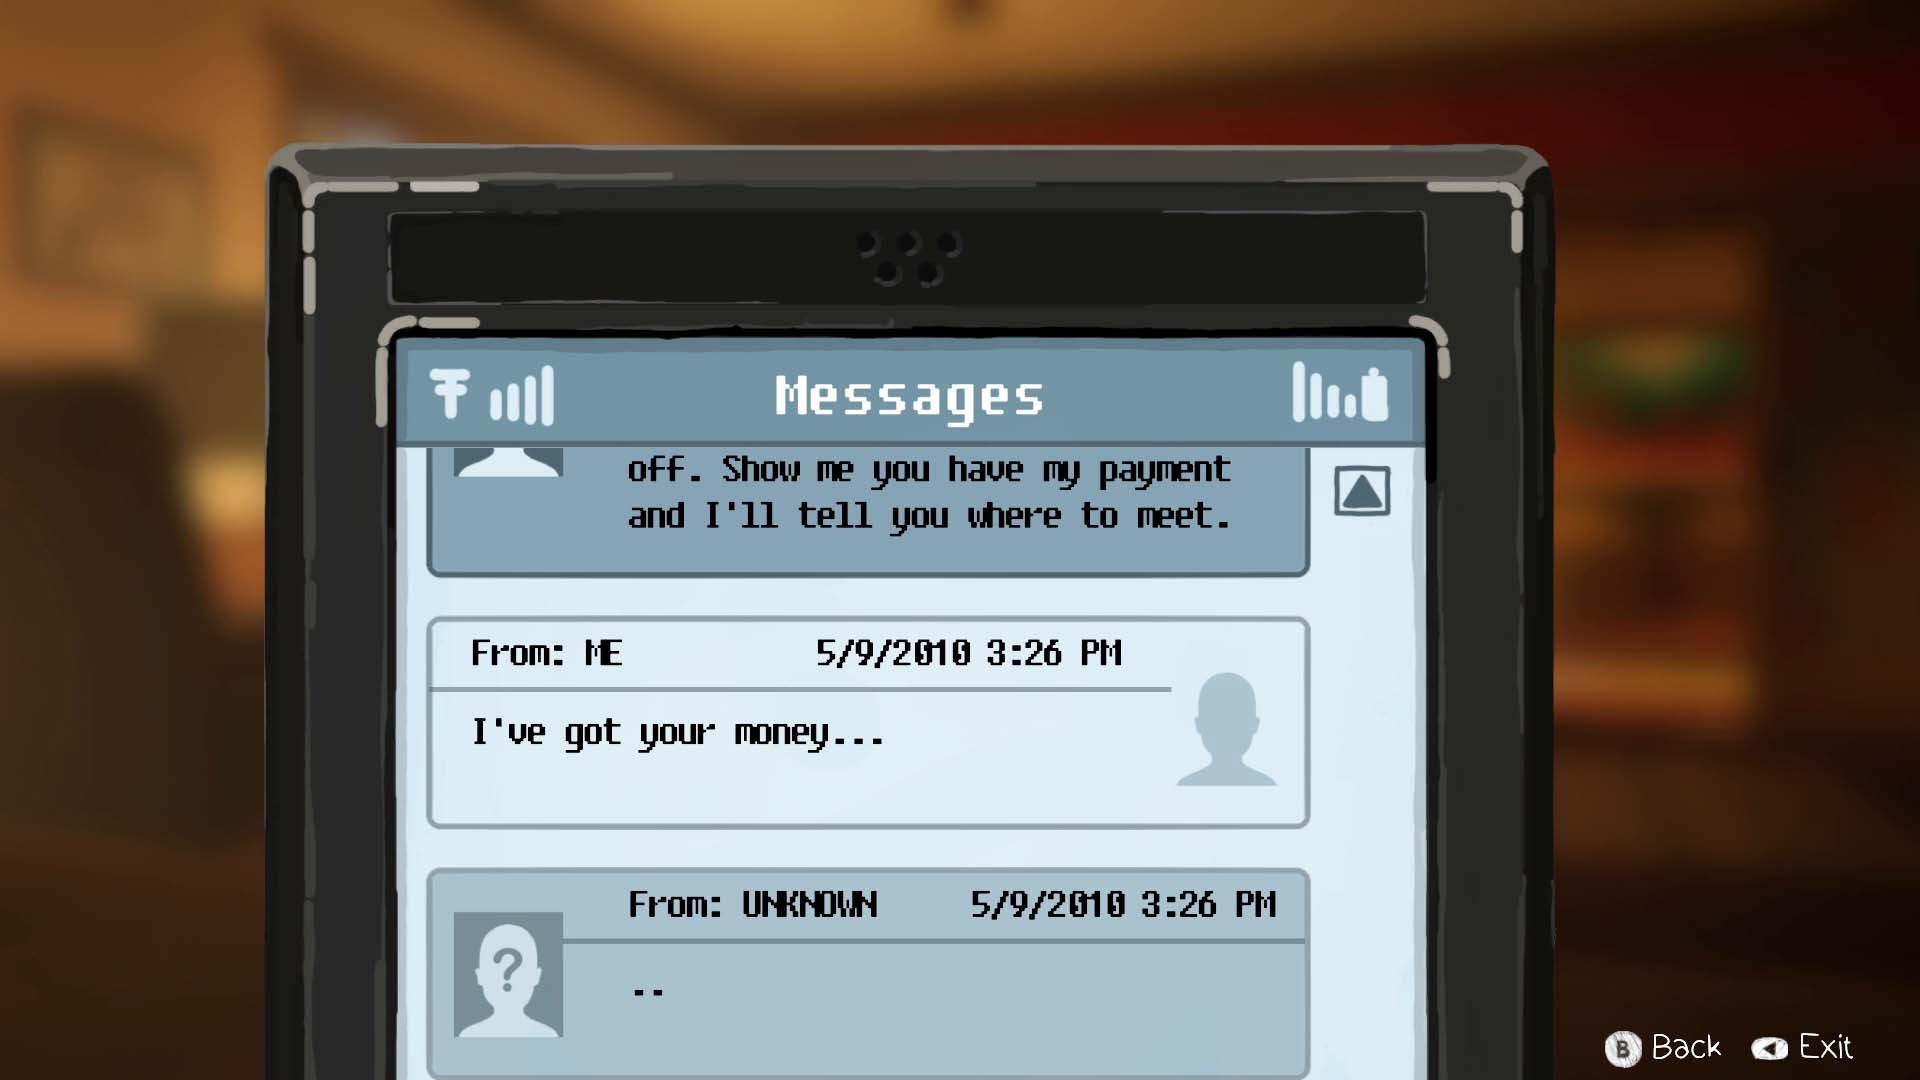 Messages
off. Show me you have my payment
and I'll tell you where to meet.
From: ME 5/9/2010 3:26 PM
I've got your money...
From: UNKNOWN 5/9/2010 3:26 PM
?
--
B Back Exit